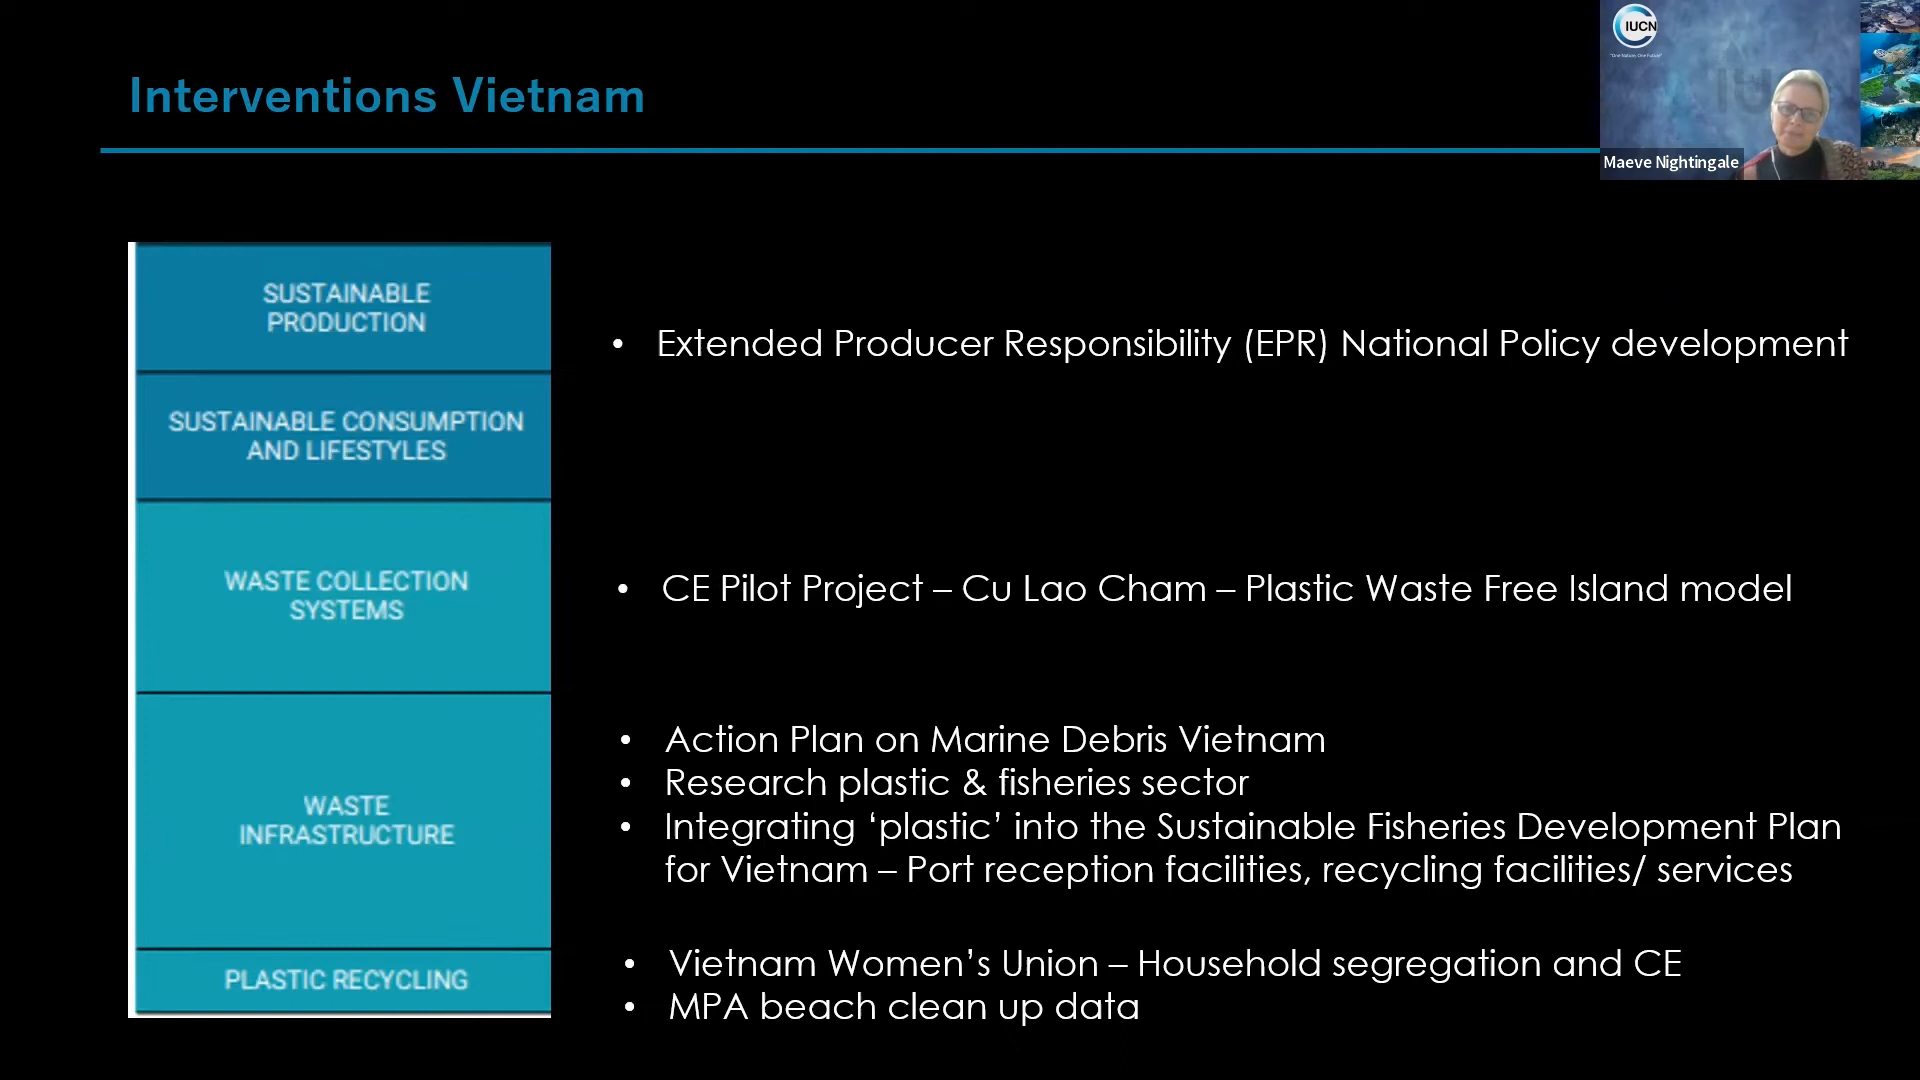 Interventions Vietnam
IUCN
Maeve Nightingale
SUSTAINABLE
PRODUCTION
• Extended Producer Responsibility (EPR) National Policy development
SUSTAINABLE CONSUMPTION
AND LIFESTYLES
WASTE COLLECTION
SYSTEMS
• CE Pilot Project – Cu Lao Cham – Plastic Waste Free Island model
WASTE
INFRASTRUCTURE
• Action Plan on Marine Debris Vietnam
• Research plastic & fisheries sector
• Integrating ‘plastic’ into the Sustainable Fisheries Development Plan
for Vietnam – Port reception facilities, recycling facilities/ services
PLASTIC RECYCLING
• Vietnam Women’s Union – Household segregation and CE
• MPA beach clean up data